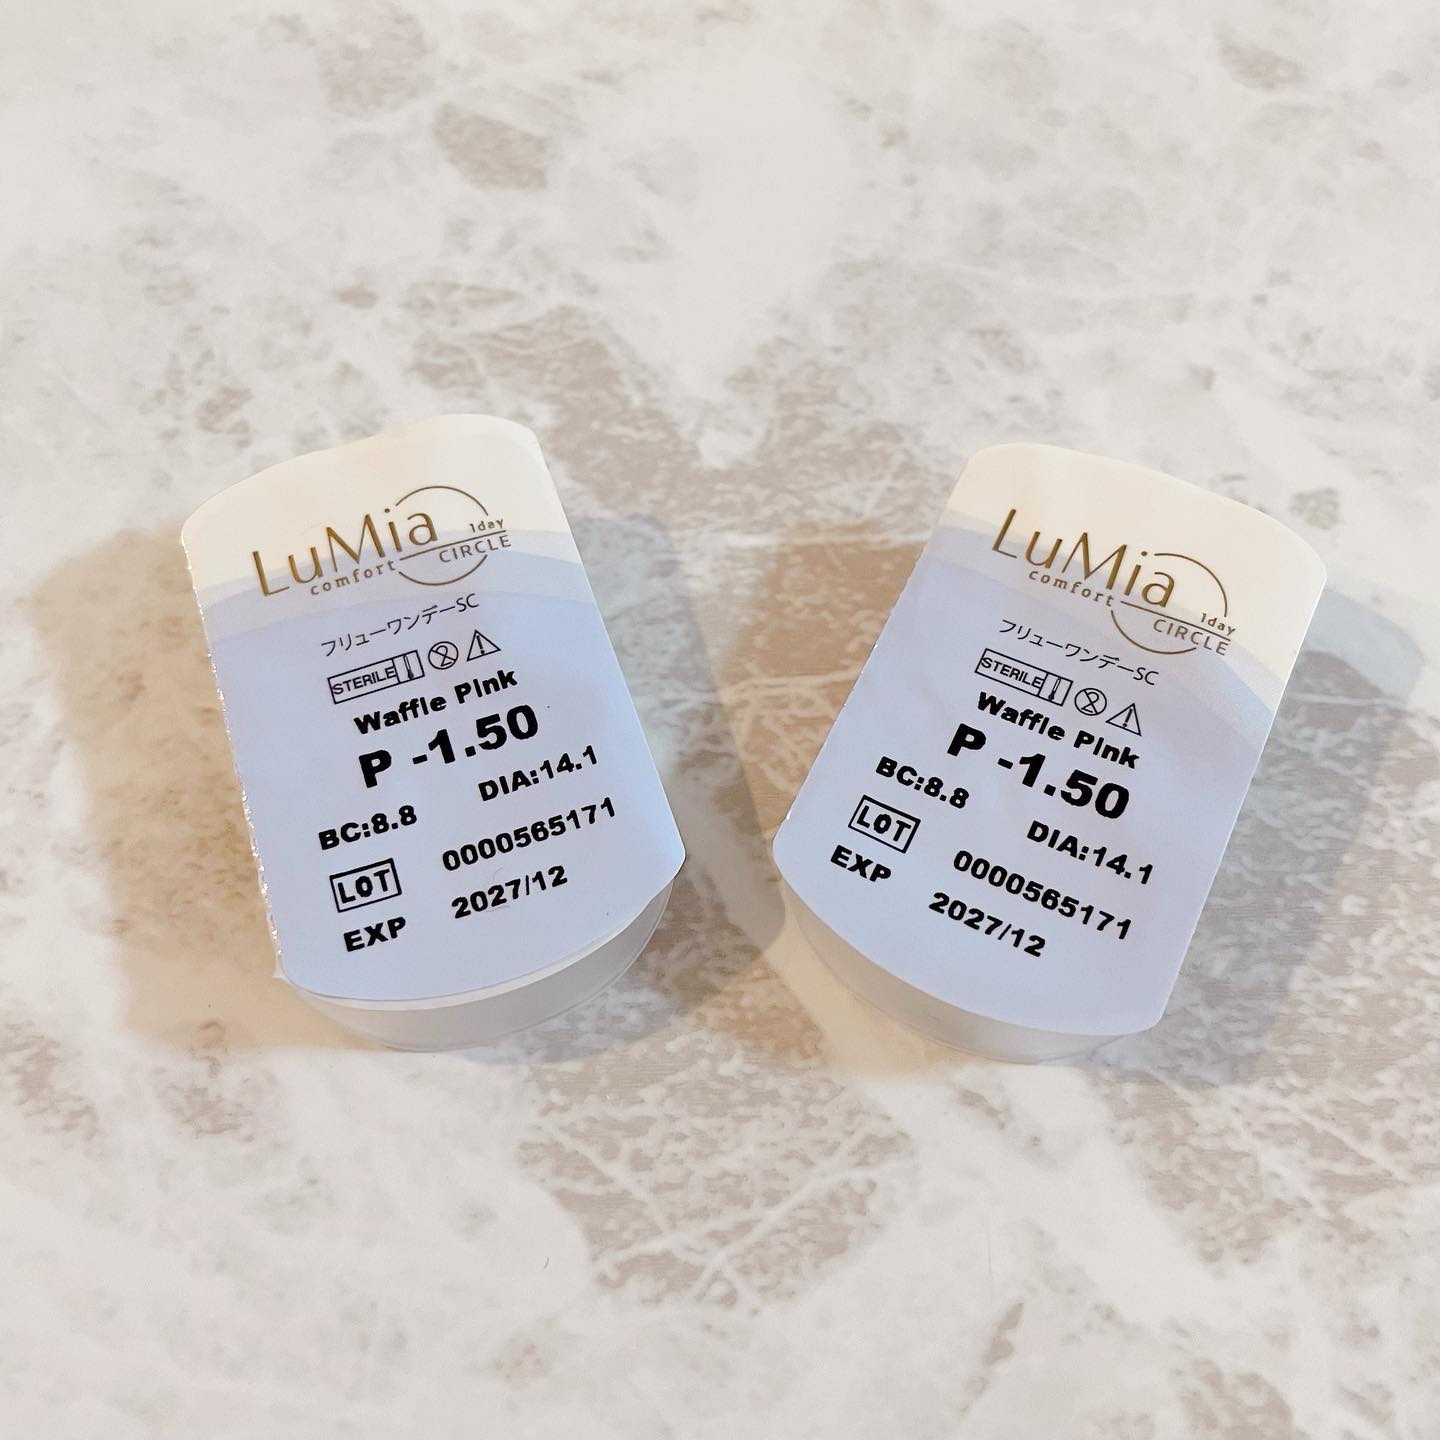 LuMia
1day
comfort
CIRCLE
フリューワンデーSC
STERILE
Waffle Pink
P -1.50
BC:8.8 DIA:14.1
LOT 0000565171
EXP 2027/12
LuMia
1day
comfort
CIRCLE
フリューワンデーSC
STERILE
Waffle Pink
P -1.50
BC:8.8 DIA:14.1
LOT 0000565171
EXP 2027/12